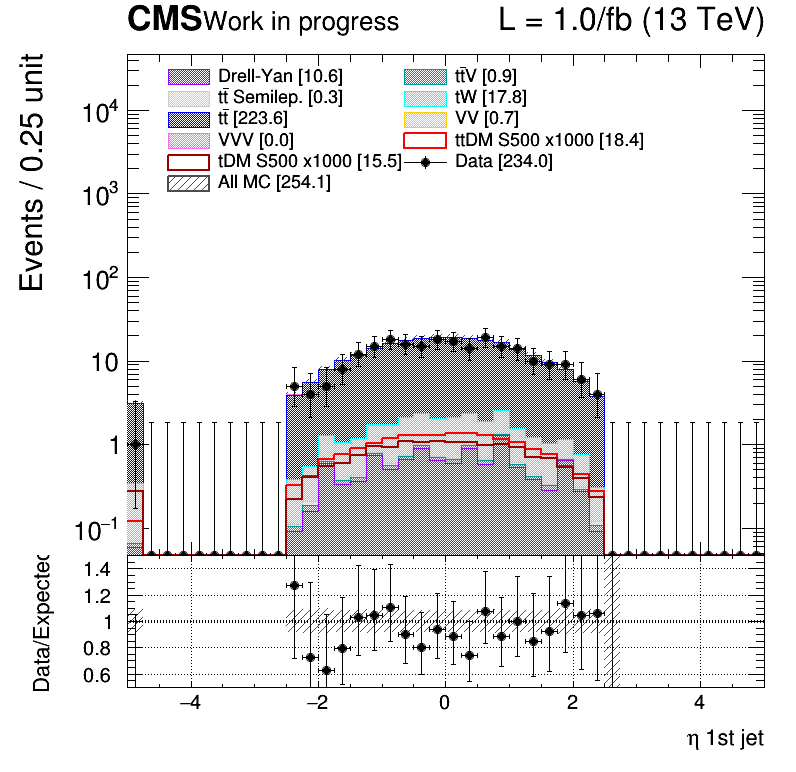 CMS Work in progress L = 1.0/fb (13 TeV)
Events / 0.25 unit
Drell-Yan [10.6] tt̄V [0.9]
tt̄ Semilep. [0.3] tW [17.8]
tt̄ [223.6] VV [0.7]
VVV [0.0] ttDM S500 x1000 [18.4]
tDM S500 x1000 [15.5] Data [234.0]
All MC [254.1]
10⁴
10³
10²
10
1
10⁻¹
Data/Expected
1.4
1.2
1
0.8
0.6
−4 −2 0 2 4
η 1st jet